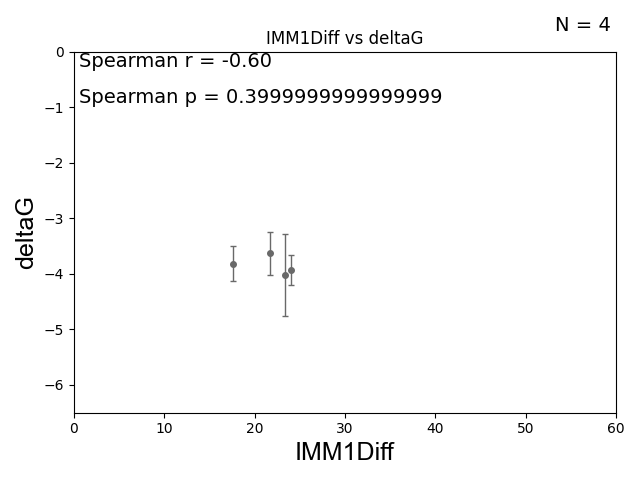 N = 4
IMM1Diff vs deltaG
Spearman r = -0.60
Spearman p = 0.3999999999999999
0
−1
−2
−3
−4
−5
−6
deltaG
0 10 20 30 40 50 60
IMM1Diff